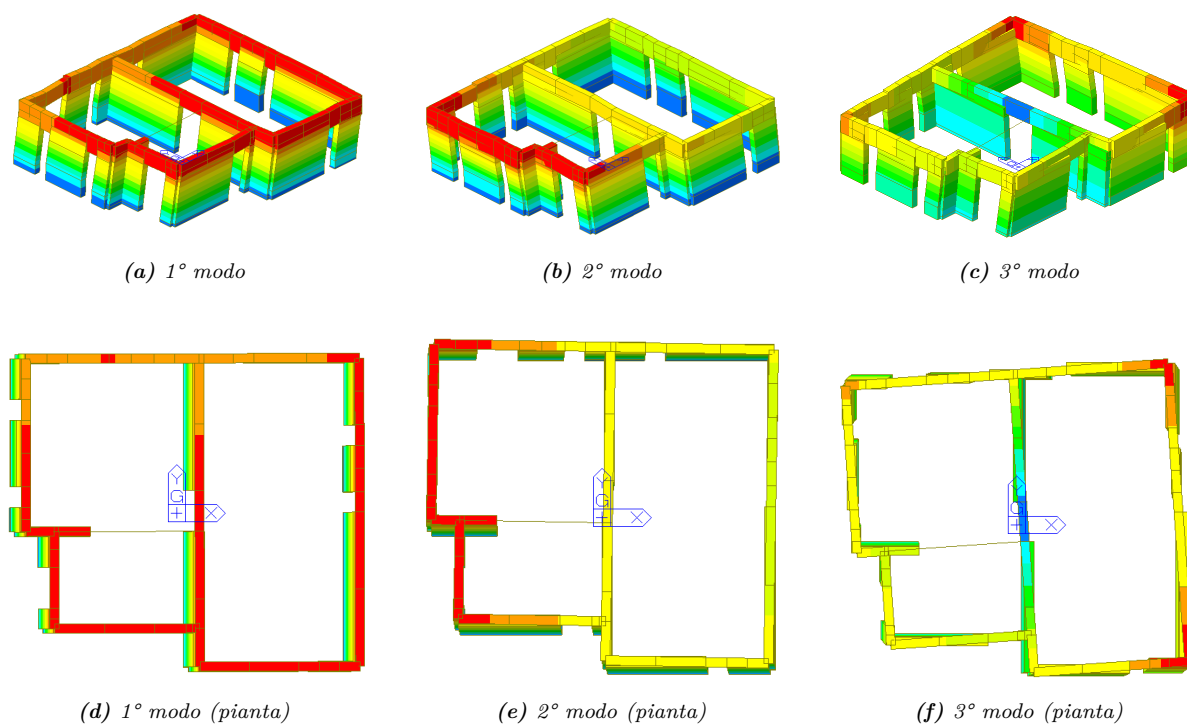 (a) 1° modo
(b) 2° modo
(c) 3° modo
Y
G
X
Y
G
X
G
X
(d) 1° modo (pianta)
(e) 2° modo (pianta)
(f) 3° modo (pianta)